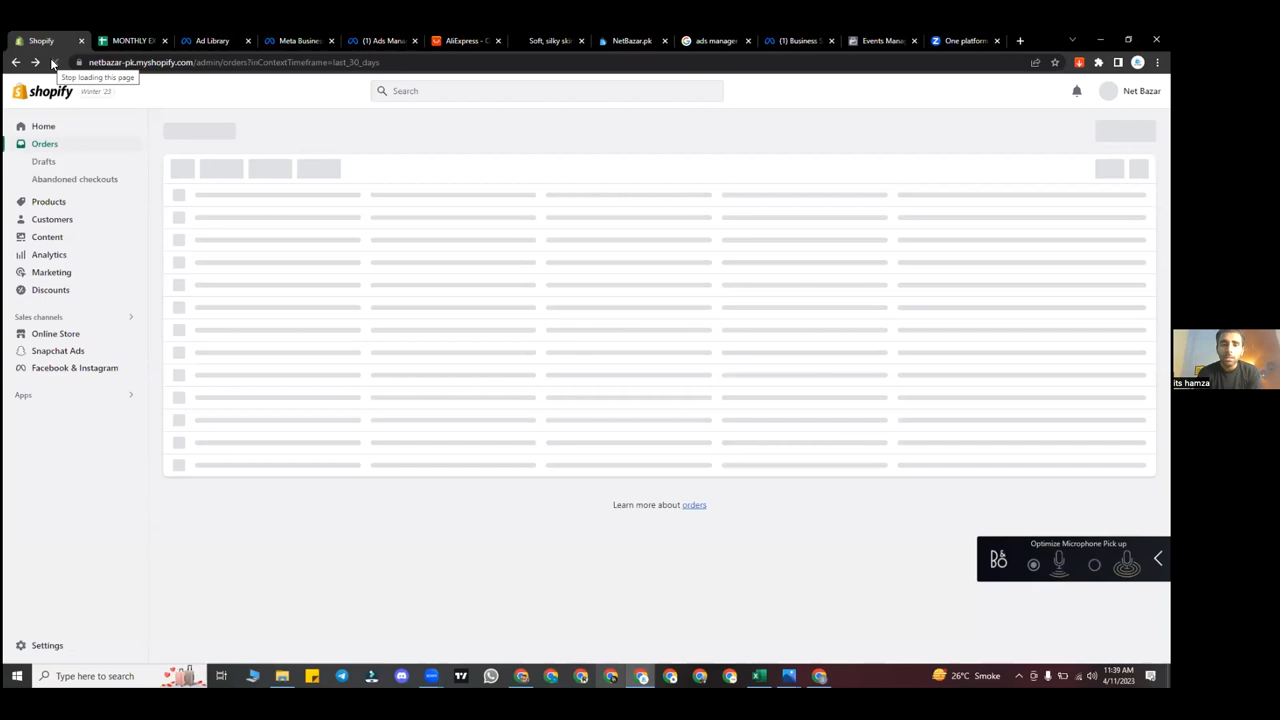 Shopify
MONTHLY E
Ad Library
Meta Busines
(1) Ads Mana
AliExpress - C
Soft, silky skin
NetBazar.pk
ads manager
(1) Business S
Events Mana
One platform
netbazar-pk.myshopify.com/admin/orders?inContextTimeframe=last_30_days
Stop loading this page
shopify
Winter '23
Search
Net Bazar
Home
Orders
Drafts
Abandoned checkouts
Products
Customers
Content
Analytics
Marketing
Discounts
Sales channels
Online Store
Snapchat Ads
Facebook & Instagram
Apps
Learn more about orders
its hamza
Optimize Microphone Pick up
B&O
Settings
Type here to search
26°C Smoke
11:39 AM
4/11/2023